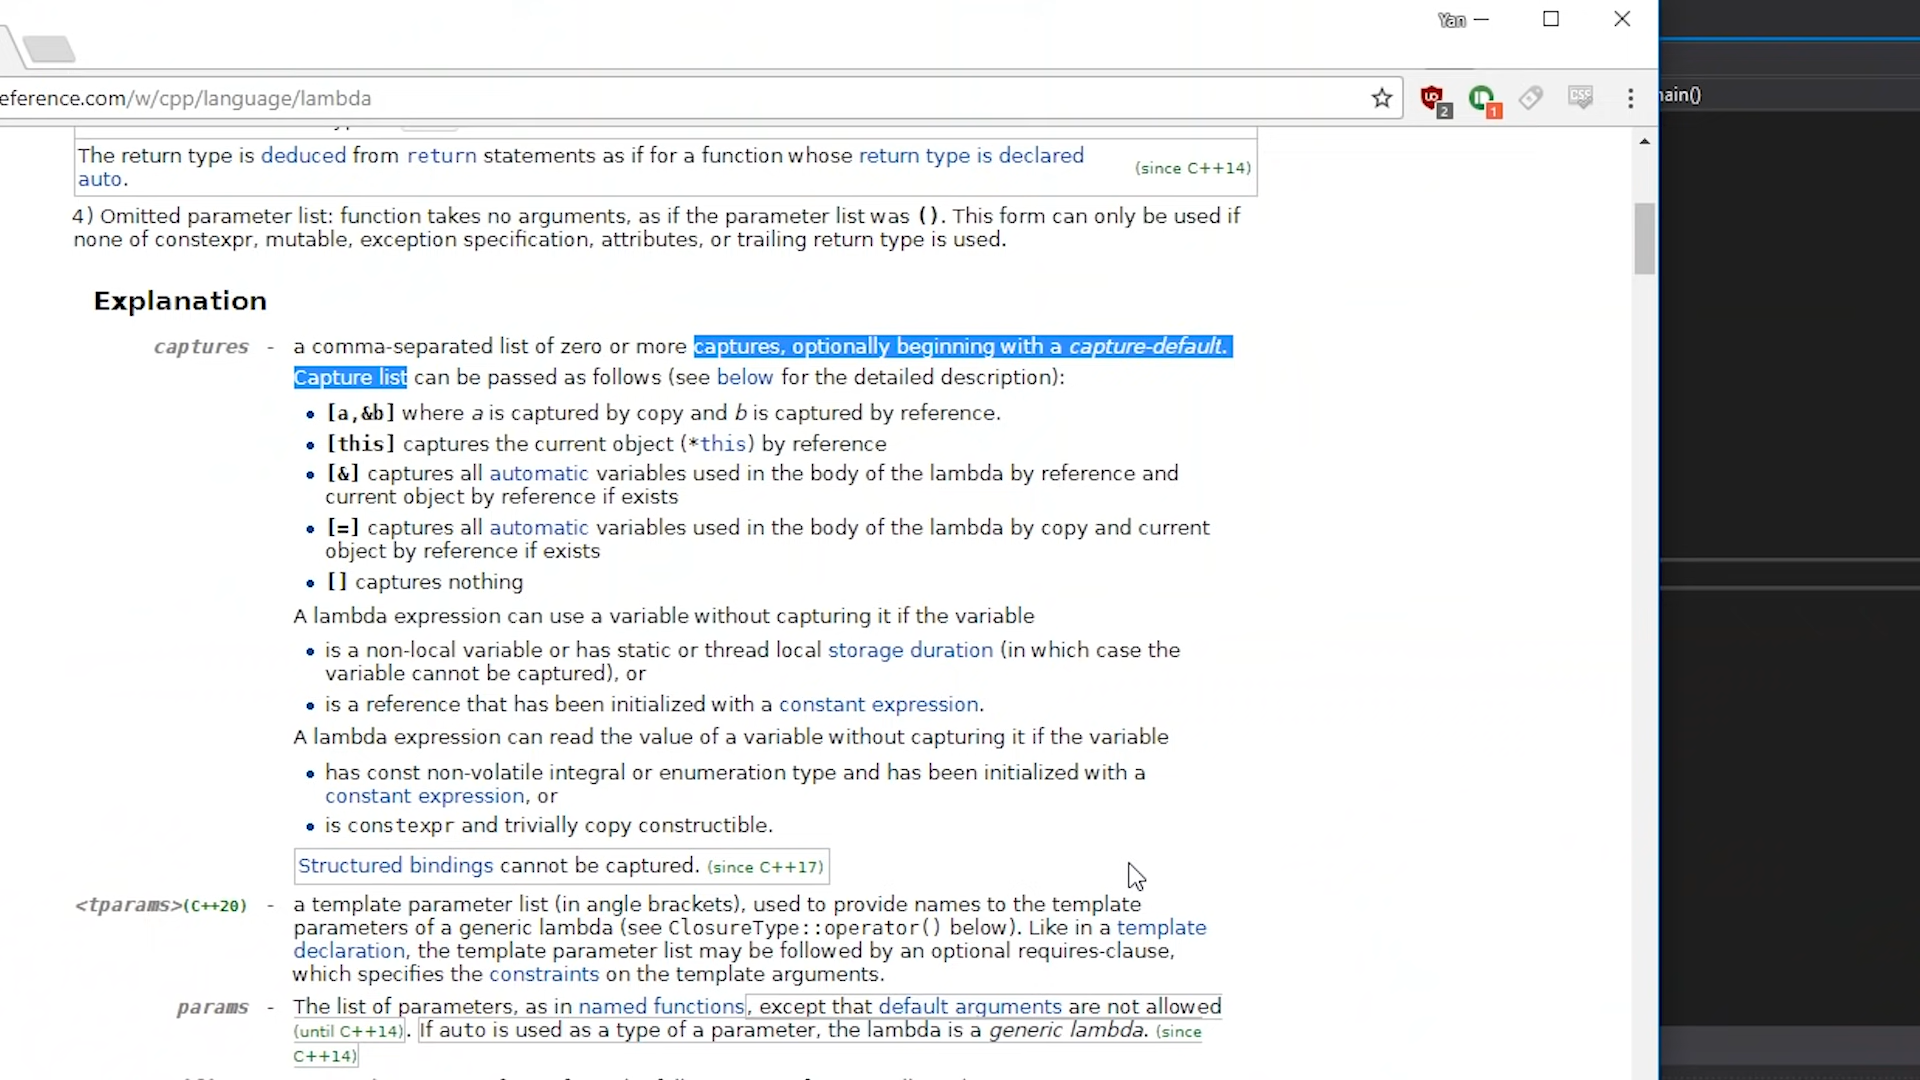 Yan
eference.com/w/cpp/language/lambda
2
1
CSS
ain()
The return type is deduced from return statements as if for a function whose return type is declared
auto.
(since C++14)
4) Omitted parameter list: function takes no arguments, as if the parameter list was (). This form can only be used if
none of constexpr, mutable, exception specification, attributes, or trailing return type is used.
Explanation
captures - a comma-separated list of zero or more captures, optionally beginning with a capture-default.
Capture list can be passed as follows (see below for the detailed description):
• [a,&b] where a is captured by copy and b is captured by reference.
• [this] captures the current object (*this) by reference
• [&] captures all automatic variables used in the body of the lambda by reference and
current object by reference if exists
• [=] captures all automatic variables used in the body of the lambda by copy and current
object by reference if exists
• [] captures nothing
A lambda expression can use a variable without capturing it if the variable
• is a non-local variable or has static or thread local storage duration (in which case the
variable cannot be captured), or
• is a reference that has been initialized with a constant expression.
A lambda expression can read the value of a variable without capturing it if the variable
• has const non-volatile integral or enumeration type and has been initialized with a
constant expression, or
• is constexpr and trivially copy constructible.
Structured bindings cannot be captured. (since C++17)
<tparams>(C++20) - a template parameter list (in angle brackets), used to provide names to the template
parameters of a generic lambda (see ClosureType::operator() below). Like in a template
declaration, the template parameter list may be followed by an optional requires-clause,
which specifies the constraints on the template arguments.
params - The list of parameters, as in named functions, except that default arguments are not allowed
(until C++14). If auto is used as a type of a parameter, the lambda is a generic lambda. (since
C++14)